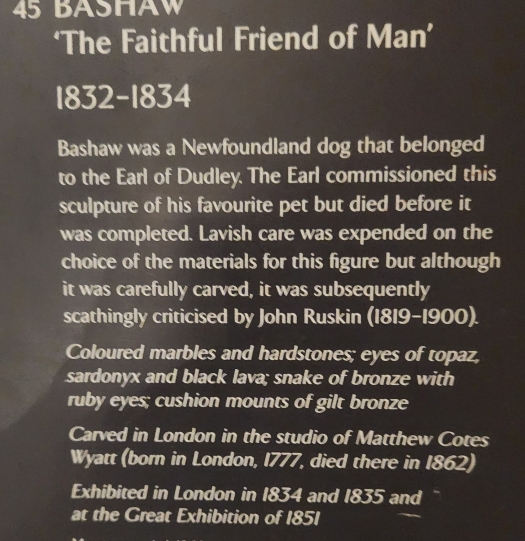 45 BASHAW
'The Faithful Friend of Man'
1832-1834
Bashaw was a Newfoundland dog that belonged
to the Earl of Dudley. The Earl commissioned this
sculpture of his favourite pet but died before it
was completed. Lavish care was expended on the
choice of the materials for this figure but although
it was carefully carved, it was subsequently
scathingly criticised by John Ruskin (1819-1900).
Coloured marbles and hardstones; eyes of topaz,
sardonyx and black lava; snake of bronze with
ruby eyes; cushion mounts of gilt bronze
Carved in London in the studio of Matthew Cotes
Wyatt (born in London, 1777, died there in 1862)
Exhibited in London in 1834 and 1835 and
at the Great Exhibition of 1851